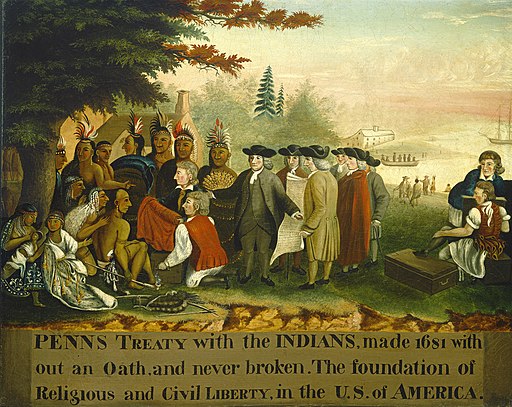 PENNS TREATY with the INDIANS, made 1681 with
out an Oath, and never broken. The foundation of
Religious and Civil LIBERTY, in the U.S. of AMERICA.